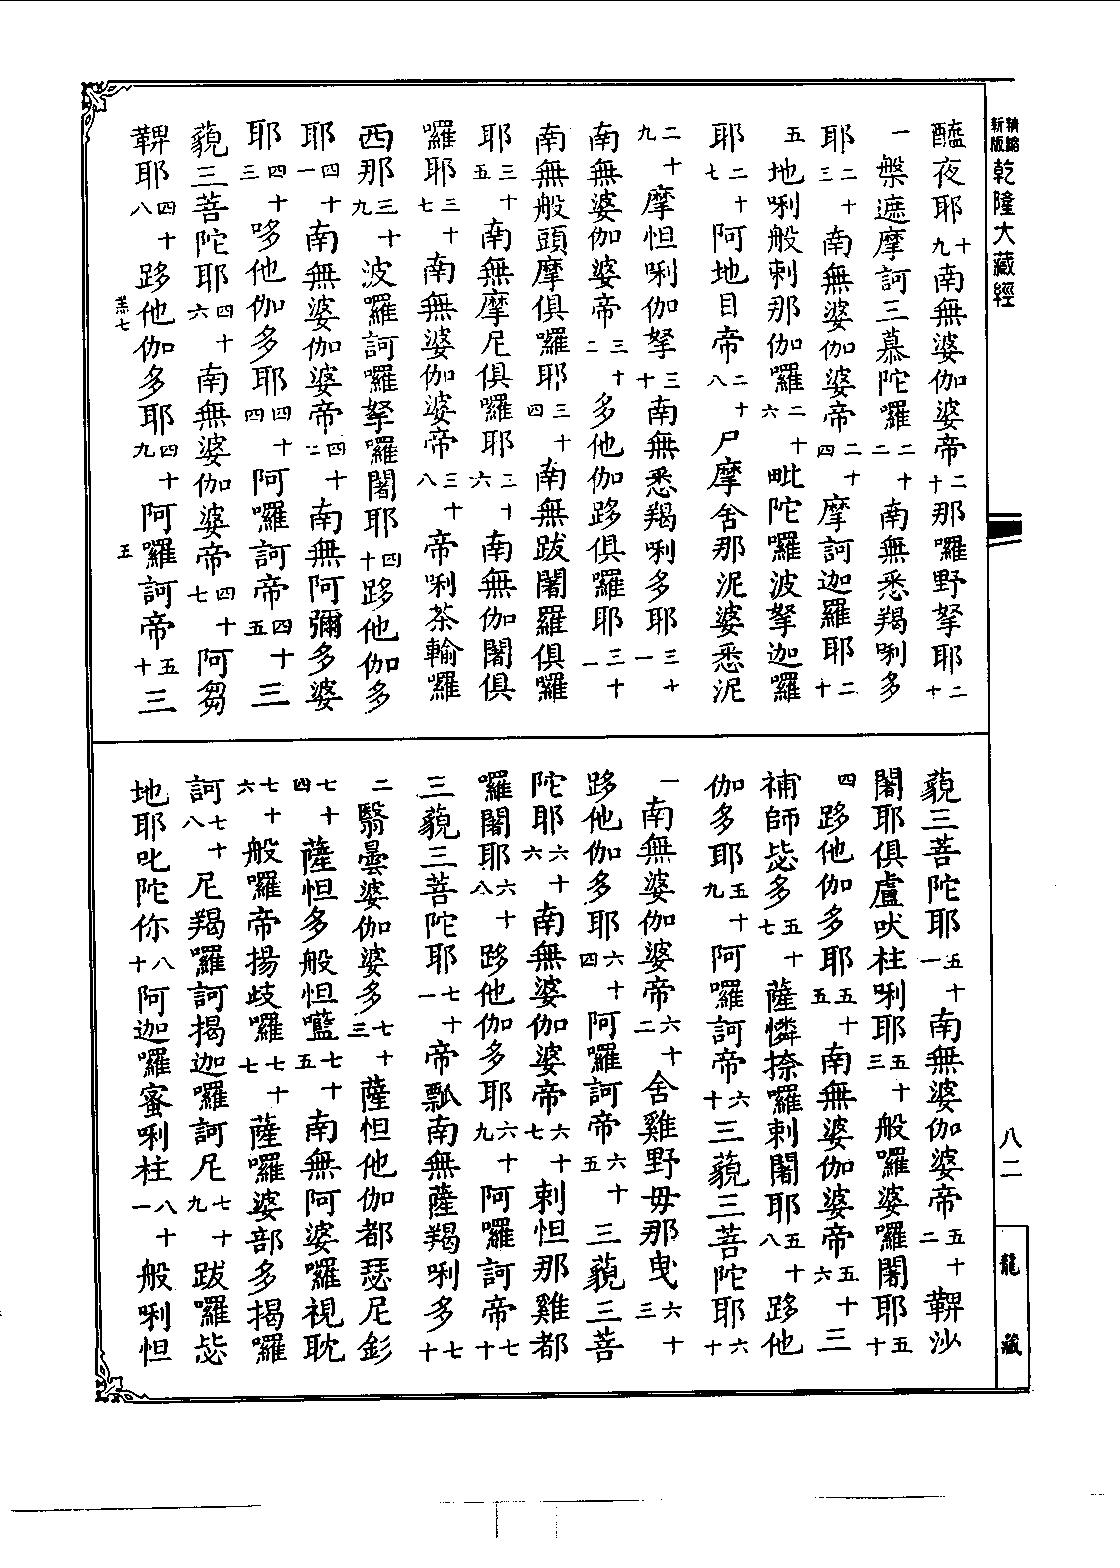 精縮新版乾隆大藏經
醯夜耶十九南無婆伽婆帝二十那囉野拏耶二十
一槃遮摩訶三慕陀囉二十二南無悉羯唎多
耶二十三南無婆伽婆帝二十四摩訶迦羅耶二十
五地唎般剌那伽囉二十六毗陀囉波拏迦囉
耶二十七阿地目帝二十八尸摩舍那泥婆悉泥
二十九摩怛唎伽拏三十南無悉羯唎多耶三十一
南無婆伽婆帝三十二多他伽跢俱囉耶三十一
南無般頭摩俱囉耶三十四南無跋闍羅俱囉
耶三十五南無摩尼俱囉耶三十六南無伽闍俱
囉耶三十七南無婆伽婆帝三十八帝唎茶輸囉
西那三十九波囉訶囉拏囉闍耶四十跢他伽多
耶四十一南無婆伽婆帝四十二南無阿彌多婆
耶四十三哆他伽多耶四十四阿囉訶帝四十五三
藐三菩陀耶四十六南無婆伽婆帝四十七阿芻
鞞耶四十八跢他伽多耶四十九阿囉訶帝五十三
七 五
藐三菩陀耶五十一南無婆伽婆帝五十二鞞沙
闍耶俱盧吠柱唎耶五十三般囉婆囉闍耶五十
四跢他伽多耶五十五南無婆伽婆帝五十六三
補師毖多五十七薩憐捺囉剌闍耶五十八跢他
伽多耶五十九阿囉訶帝六十三藐三菩陀耶六十
一南無婆伽婆帝六十二舍雞野毋那曳六十三
跢他伽多耶六十四阿囉訶帝六十五三藐三菩
陀耶六十六南無婆伽婆帝六十七剌怛那雞都
囉闍耶六十八跢他伽多耶六十九阿囉訶帝七十
三藐三菩陀耶七十一帝瓢南無薩羯唎多七十
二翳曇婆伽婆多七十三薩怛他伽都瑟尼釤
七十四薩怛多般怛囕七十五南無阿婆囉視耽
七十六般囉帝揚歧囉七十七薩囉婆部多揭囉
訶七十八尼羯囉訶揭迦囉訶尼七十九跋囉毖
地耶叱陀你八十阿迦囉蜜唎柱八十一般唎怛
八二
龍藏